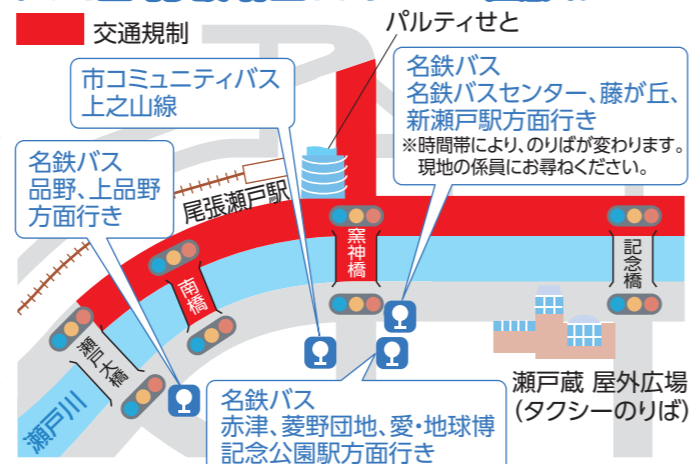 交通規制
パルティせと
市コミュニティバス
上之山線
名鉄バス
名鉄バスセンター、藤が丘、
新瀬戸駅方面行き
※時間帯により、のりばが変わります。
現地の係員にお尋ねください。
名鉄バス
品野、上品野
方面行き
尾張瀬戸駅
窯神橋
記念橋
南橋
瀬戸大橋
瀬戸川
瀬戸蔵 屋外広場
(タクシーのりば)
名鉄バス
赤津、菱野団地、愛・地球博
記念公園駅方面行き